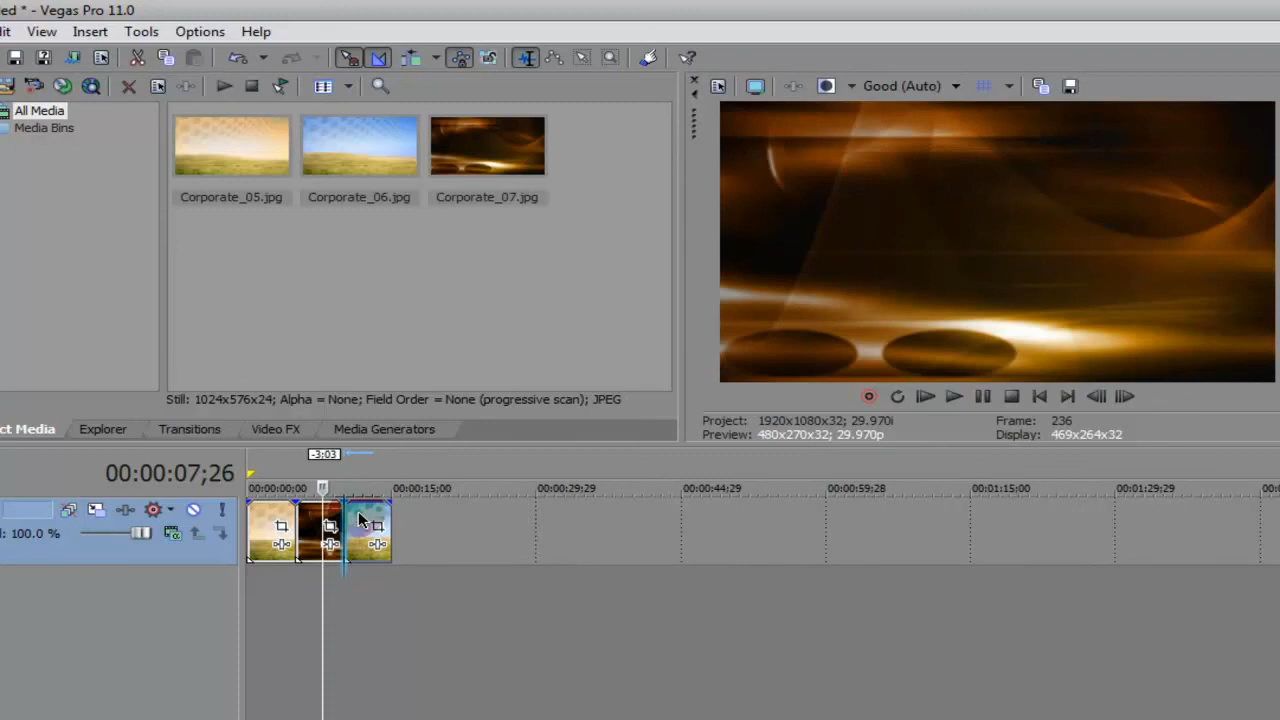 ed * - Vegas Pro 11.0
it View Insert Tools Options Help
Good (Auto)
All Media
Media Bins
Corporate_05.jpg Corporate_06.jpg Corporate_07.jpg
Still: 1024x576x24; Alpha = None; Field Order = None (progressive scan); JPEG
ct Media Explorer Transitions Video FX Media Generators
Project: 1920x1080x32; 29.970i Frame: 236
Preview: 480x270x32; 29.970p Display: 469x264x32
-3:03
00:00:07;26
00:00:00;00 00:00:15;00 00:00:29;29 00:00:44;29 00:00:59;28 00:01:15;00 00:01:29;29 00:0
l: 100.0 %